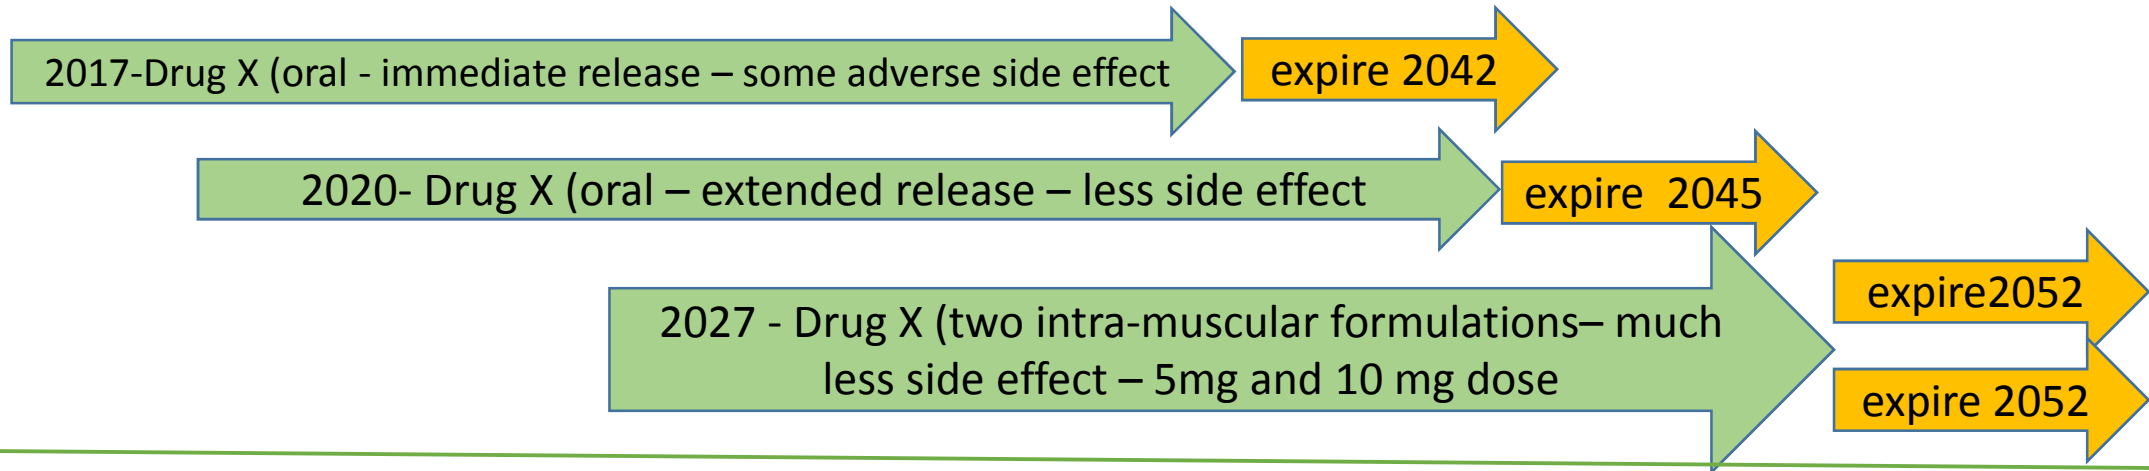 2017-Drug X (oral - immediate release – some adverse side effect
expire 2042
2020- Drug X (oral – extended release – less side effect
expire  2045
2027 - Drug X (two intra-muscular formulations– much
less side effect – 5mg and 10 mg dose
expire2052
expire 2052